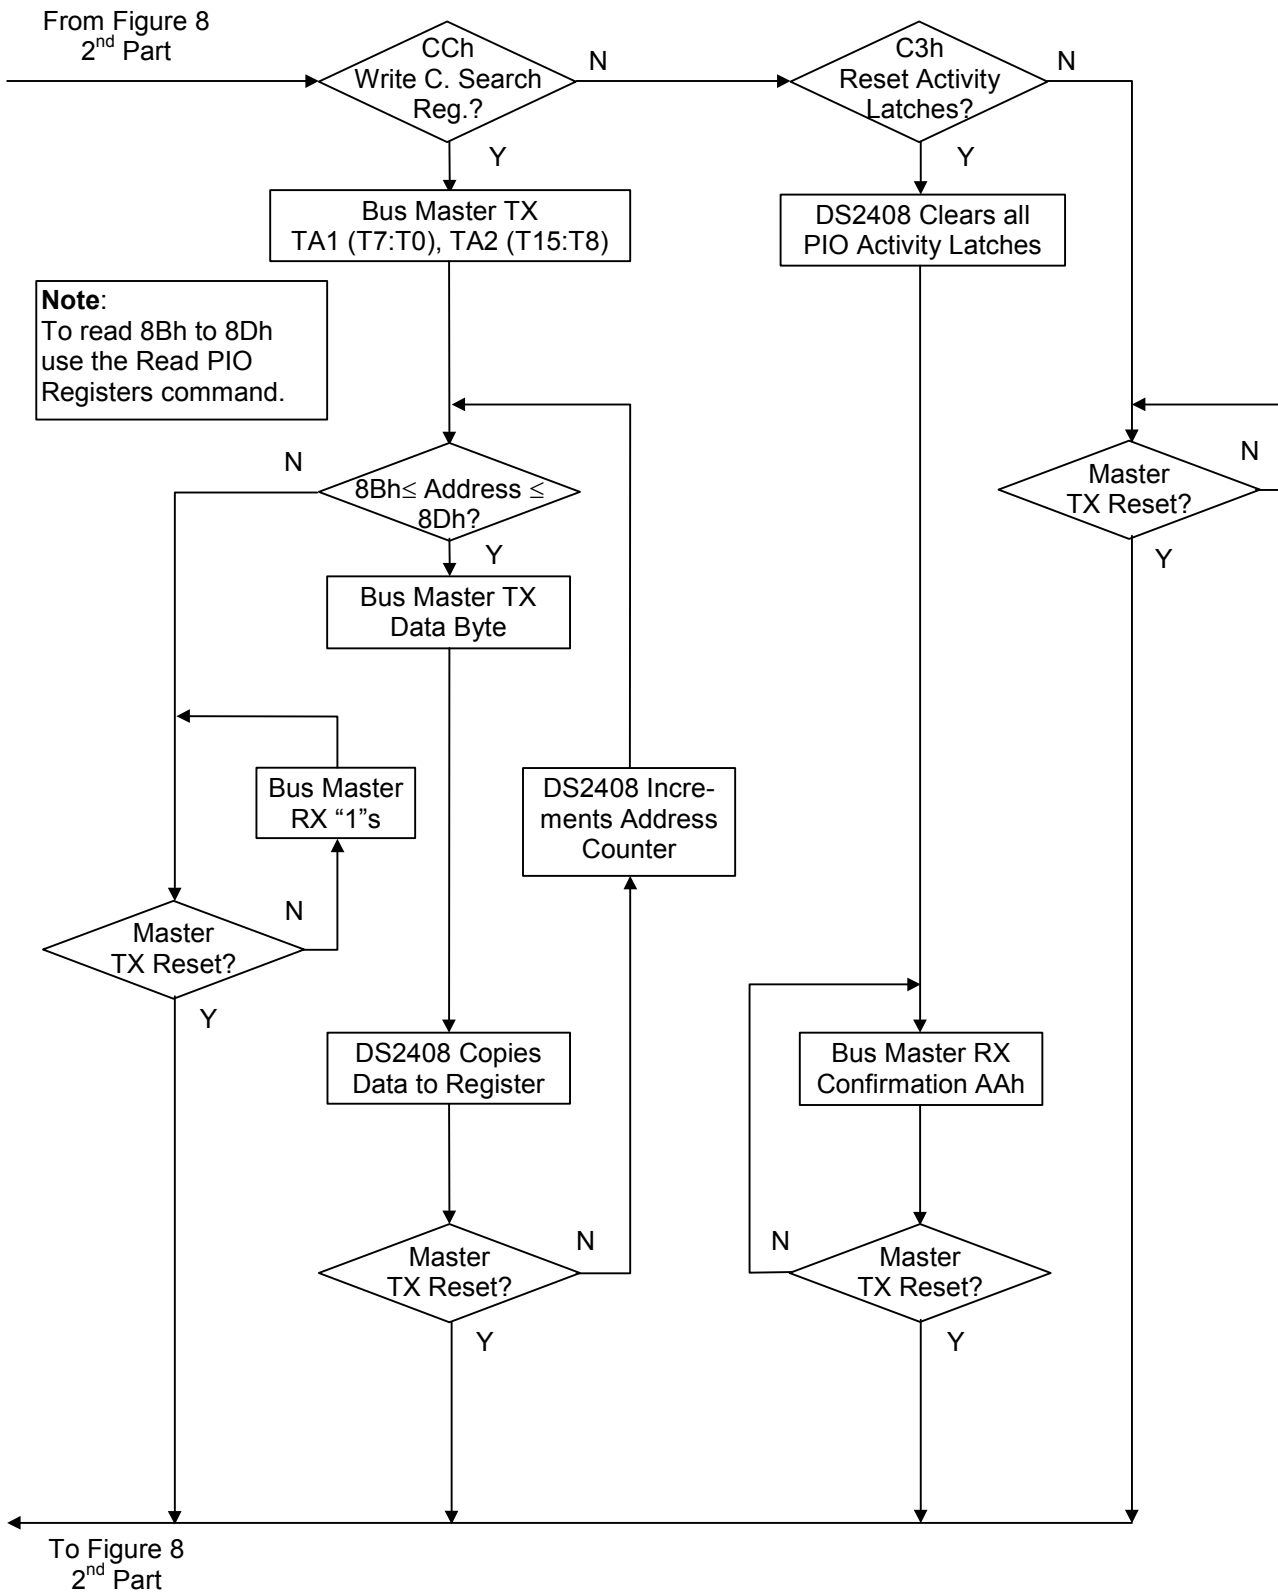 From Figure 8
2nd Part
CCh
Write C. Search
Reg.?
N
Y
C3h
Reset Activity
Latches?
N
Y
Bus Master TX
TA1 (T7:T0), TA2 (T15:T8)
DS2408 Clears all
PIO Activity Latches
Note:
To read 8Bh to 8Dh
use the Read PIO
Registers command.
N
8Bh≤ Address ≤
8Dh?
Y
Master
TX Reset?
N
Y
Bus Master TX
Data Byte
Bus Master
RX “1”s
DS2408 Incre-
ments Address
Counter
Master
TX Reset?
N
Y
DS2408 Copies
Data to Register
Bus Master RX
Confirmation AAh
Master
TX Reset?
N
Y
N
Master
TX Reset?
Y
To Figure 8
2nd Part